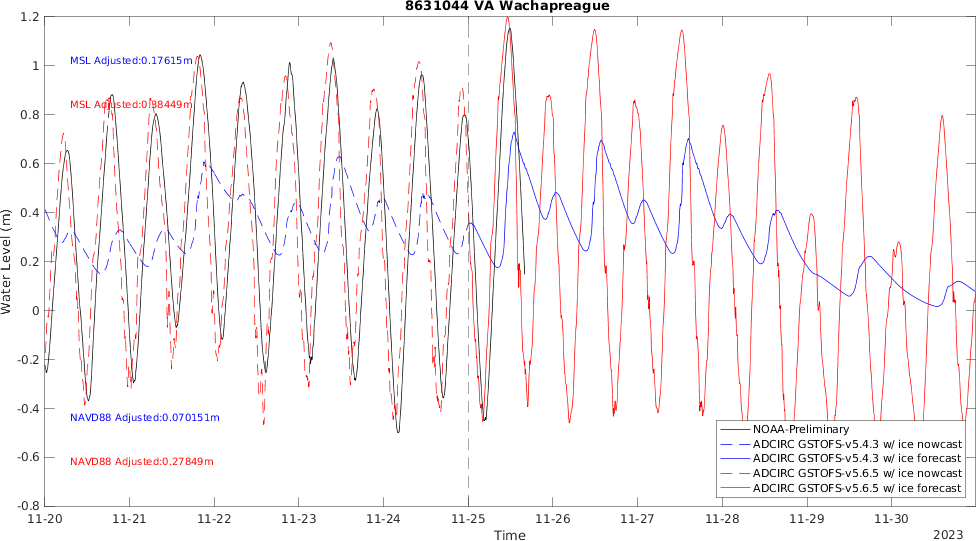 8631044 VA Wachapreague
1.2
1
0.8
0.6
0.4
0.2
0
-0.2
-0.4
-0.6
-0.8
Water Level (m)
MSL Adjusted:0.17615m
MSL Adjusted:0.38449m
NAVD88 Adjusted:0.070151m
NAVD88 Adjusted:0.27849m
NOAA-Preliminary
ADCIRC GSTOFS-v5.4.3 w/ ice nowcast
ADCIRC GSTOFS-v5.4.3 w/ ice forecast
ADCIRC GSTOFS-v5.6.5 w/ ice nowcast
ADCIRC GSTOFS-v5.6.5 w/ ice forecast
11-20 11-21 11-22 11-23 11-24 11-25 11-26 11-27 11-28 11-29 11-30
Time
2023